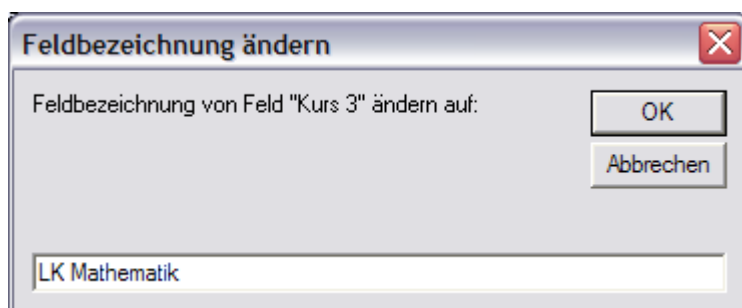 Feldbezeichnung ändern
Feldbezeichnung von Feld "Kurs 3" ändern auf:
OK
Abbrechen
LK Mathematik